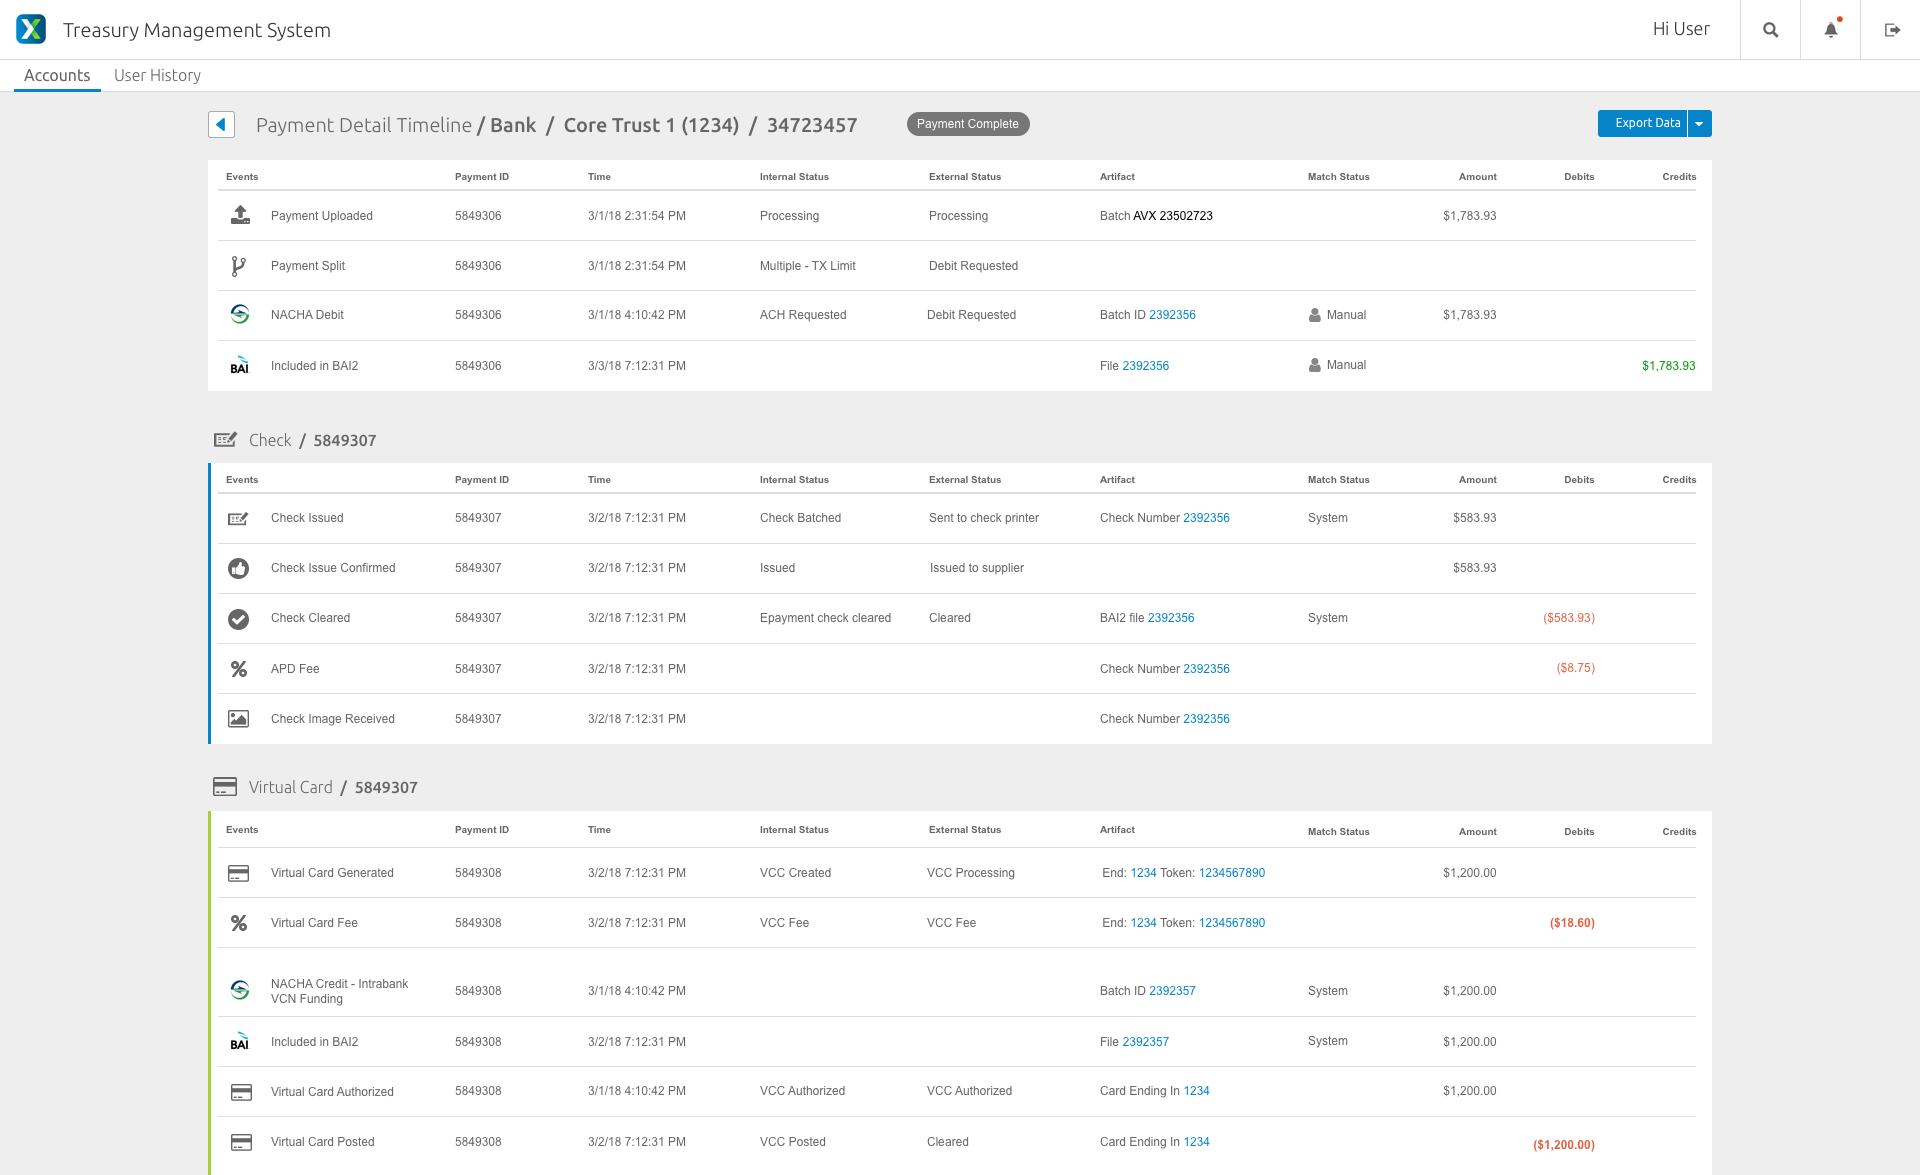 Treasury Management System
Hi User
Accounts User History
Payment Detail Timeline / Bank / Core Trust 1 (1234) / 34723457 Payment Complete Export Data
Events Payment ID Time Internal Status External Status Artifact Match Status Amount Debits Credits
Payment Uploaded 5849306 3/1/18 2:31:54 PM Processing Processing Batch AVX 23502723 $1,783.93
Payment Split 5849306 3/1/18 2:31:54 PM Multiple - TX Limit Debit Requested
NACHA Debit 5849306 3/1/18 4:10:42 PM ACH Requested Debit Requested Batch ID 2392356 Manual $1,783.93
BAI Included in BAI2 5849306 3/3/18 7:12:31 PM File 2392356 Manual $1,783.93
Check / 5849307
Events Payment ID Time Internal Status External Status Artifact Match Status Amount Debits Credits
Check Issued 5849307 3/2/18 7:12:31 PM Check Batched Sent to check printer Check Number 2392356 System $583.93
Check Issue Confirmed 5849307 3/2/18 7:12:31 PM Issued Issued to supplier $583.93
Check Cleared 5849307 3/2/18 7:12:31 PM Epayment check cleared Cleared BAI2 file 2392356 System ($583.93)
% APD Fee 5849307 3/2/18 7:12:31 PM Check Number 2392356 ($8.75)
Check Image Received 5849307 3/2/18 7:12:31 PM Check Number 2392356
Virtual Card / 5849307
Events Payment ID Time Internal Status External Status Artifact Match Status Amount Debits Credits
Virtual Card Generated 5849308 3/2/18 7:12:31 PM VCC Created VCC Processing End: 1234 Token: 1234567890 $1,200.00
% Virtual Card Fee 5849308 3/2/18 7:12:31 PM VCC Fee VCC Fee End: 1234 Token: 1234567890 ($18.60)
NACHA Credit - Intrabank
VCN Funding 5849308 3/1/18 4:10:42 PM Batch ID 2392357 System $1,200.00
BAI Included in BAI2 5849308 3/2/18 7:12:31 PM File 2392357 System $1,200.00
Virtual Card Authorized 5849308 3/1/18 4:10:42 PM VCC Authorized VCC Authorized Card Ending In 1234 $1,200.00
Virtual Card Posted 5849308 3/2/18 7:12:31 PM VCC Posted Cleared Card Ending In 1234 ($1,200.00)